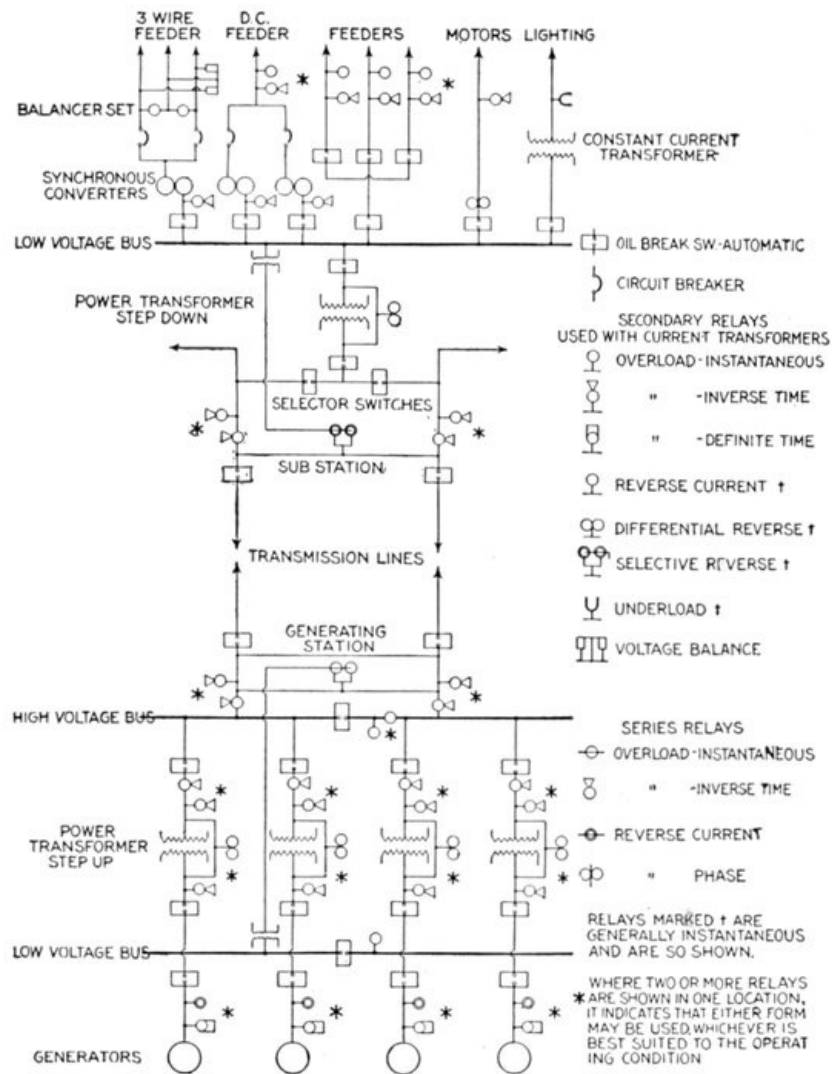 3 WIRE
FEEDER
D.C.
FEEDER
FEEDERS
MOTORS
LIGHTING
BALANCER SET
CONSTANT CURRENT
TRANSFORMER
SYNCHRONOUS
CONVERTERS
LOW VOLTAGE BUS
OIL BREAK SW.-AUTOMATIC
CIRCUIT BREAKER
POWER TRANSFORMER
STEP DOWN
SECONDARY RELAYS
USED WITH CURRENT TRANSFORMERS
OVERLOAD-INSTANTANEOUS
" -INVERSE TIME
" -DEFINITE TIME
REVERSE CURRENT †
DIFFERENTIAL REVERSE †
SELECTIVE REVERSE †
UNDERLOAD †
VOLTAGE BALANCE
SELECTOR SWITCHES
*
*
SUB STATION
TRANSMISSION LINES
GENERATING
STATION
*
*
HIGH VOLTAGE BUS
*
SERIES RELAYS
OVERLOAD-INSTANTANEOUS
" -INVERSE TIME
REVERSE CURRENT
" PHASE
POWER
TRANSFORMER
STEP UP
LOW VOLTAGE BUS
RELAYS MARKED † ARE
GENERALLY INSTANTANEOUS
AND ARE SO SHOWN.
WHERE TWO OR MORE RELAYS
* ARE SHOWN IN ONE LOCATION,
IT INDICATES THAT EITHER FORM
MAY BE USED, WHICHEVER IS
BEST SUITED TO THE OPERAT
ING CONDITION
GENERATORS